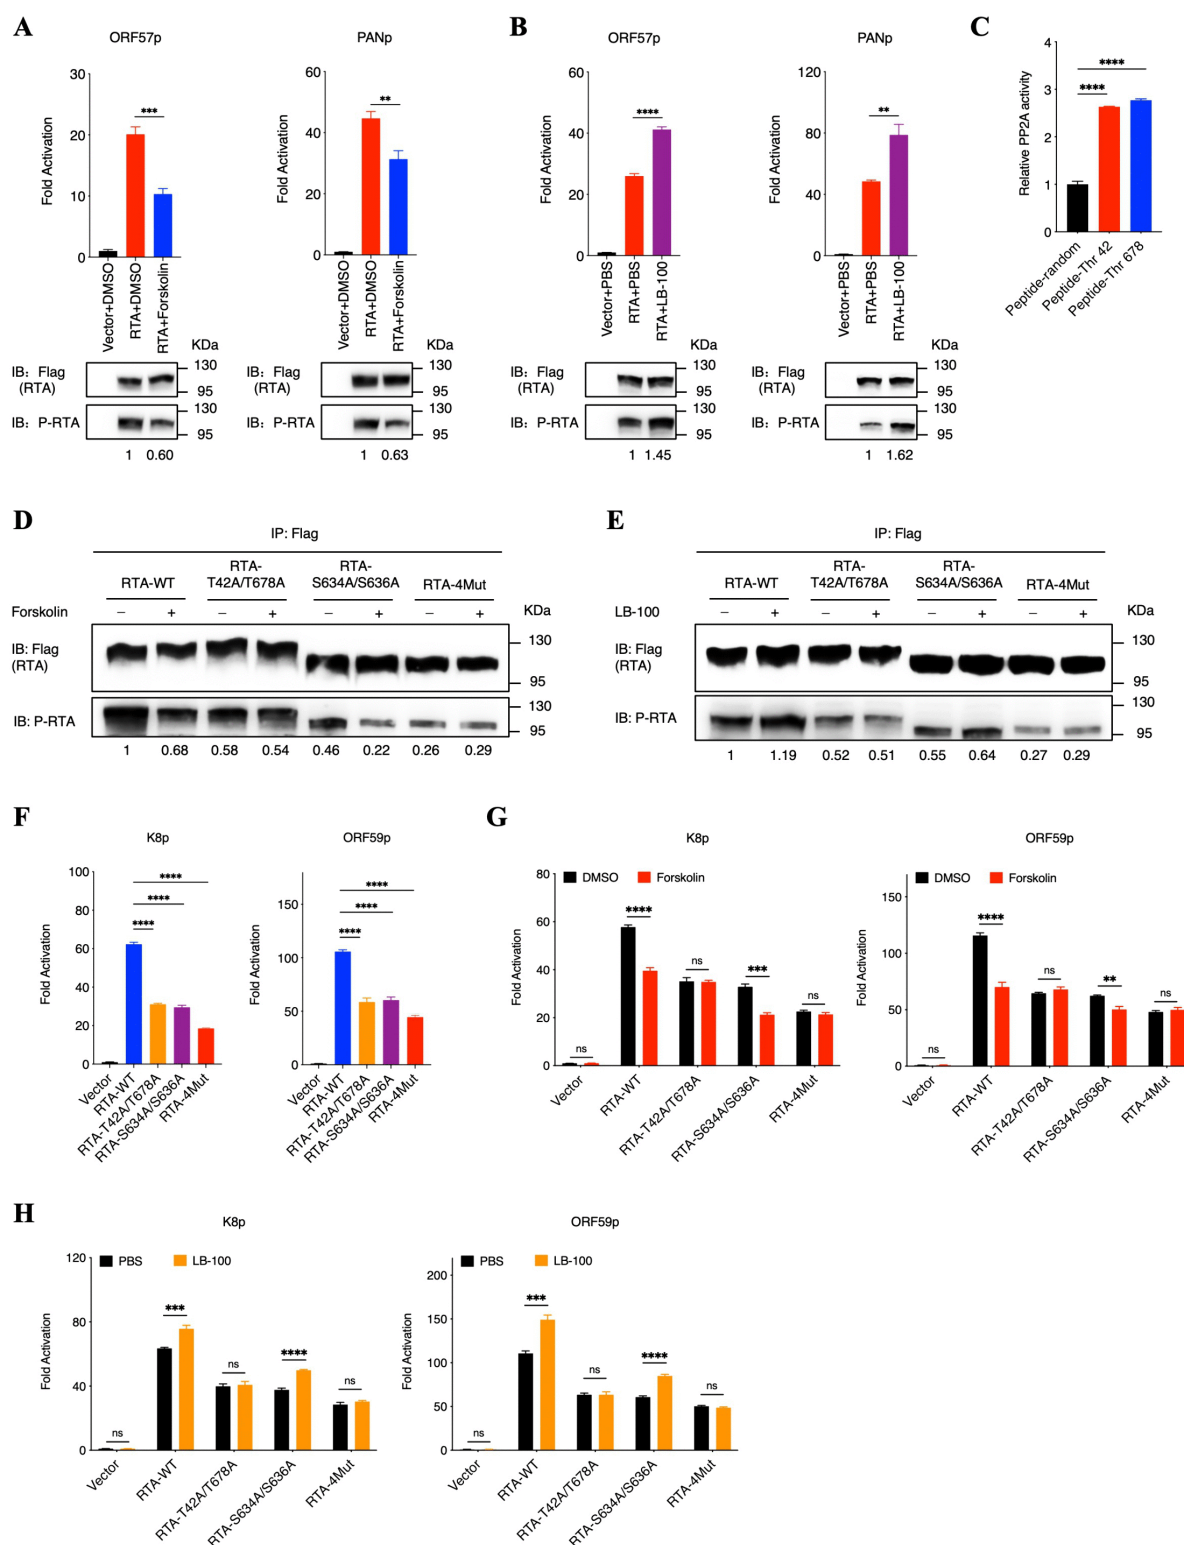 A
ORF57p
PANp
Fold Activation
30
20
10
0
***
Vector+DMSO
RTA+DMSO
RTA+Forskolin
Fold Activation
60
40
20
0
**
Vector+DMSO
RTA+DMSO
RTA+Forskolin
KDa
IB: Flag
(RTA)
130
95
IB: P-RTA
130
95
1 0.60
KDa
IB: Flag
(RTA)
130
95
IB: P-RTA
130
95
1 0.63
B
ORF57p
PANp
Fold Activation
60
40
20
0
****
Vector+PBS
RTA+PBS
RTA+LB-100
Fold Activation
120
80
40
0
**
Vector+PBS
RTA+PBS
RTA+LB-100
KDa
IB: Flag
(RTA)
130
95
IB: P-RTA
130
95
1 1.45
KDa
IB: Flag
(RTA)
130
95
IB: P-RTA
130
95
1 1.62
C
Relative PP2A activity
4
3
2
1
0
****
****
Peptide-random
Peptide-Thr 42
Peptide-Thr 678
D
IP: Flag
RTA-WT
RTA-
T42A/T678A
RTA-
S634A/S636A
RTA-4Mut
Forskolin − + − + − + − + KDa
IB: Flag
(RTA)
130
95
IB: P-RTA
130
95
1 0.68 0.58 0.54 0.46 0.22 0.26 0.29
E
IP: Flag
RTA-WT
RTA-
T42A/T678A
RTA-
S634A/S636A
RTA-4Mut
LB-100 − + − + − + − + KDa
IB: Flag
(RTA)
130
95
IB: P-RTA
130
95
1 1.19 0.52 0.51 0.55 0.64 0.27 0.29
F
K8p
Fold Activation
100
80
60
40
20
0
****
****
****
Vector
RTA-WT
RTA-T42A/T678A
RTA-S634A/S636A
RTA-4Mut
ORF59p
Fold Activation
150
100
50
0
****
****
****
Vector
RTA-WT
RTA-T42A/T678A
RTA-S634A/S636A
RTA-4Mut
G
K8p
DMSO Forskolin
Fold Activation
80
60
40
20
0
ns
****
ns
***
ns
Vector
RTA-WT
RTA-T42A/T678A
RTA-S634A/S636A
RTA-4Mut
ORF59p
DMSO Forskolin
Fold Activation
150
100
50
0
ns
****
ns
**
ns
Vector
RTA-WT
RTA-T42A/T678A
RTA-S634A/S636A
RTA-4Mut
H
K8p
PBS LB-100
Fold Activation
120
80
40
0
ns
***
ns
****
ns
Vector
RTA-WT
RTA-T42A/T678A
RTA-S634A/S636A
RTA-4Mut
ORF59p
PBS LB-100
Fold Activation
200
150
100
50
0
ns
***
ns
****
ns
Vector
RTA-WT
RTA-T42A/T678A
RTA-S634A/S636A
RTA-4Mut